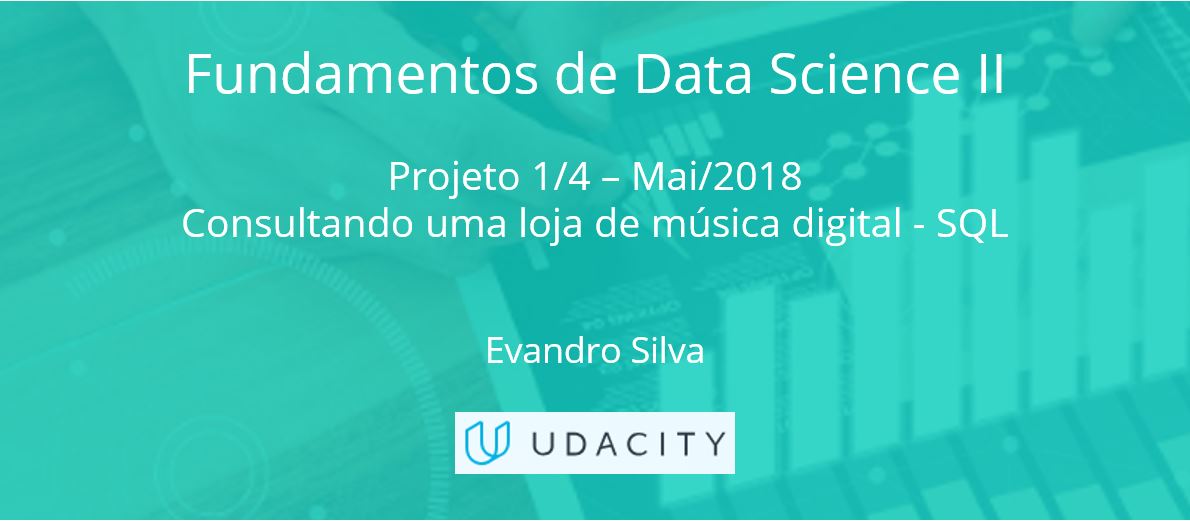 Fundamentos de Data Science II
Projeto 1/4 – Mai/2018
Consultando uma loja de música digital - SQL
Evandro Silva
UDACITY